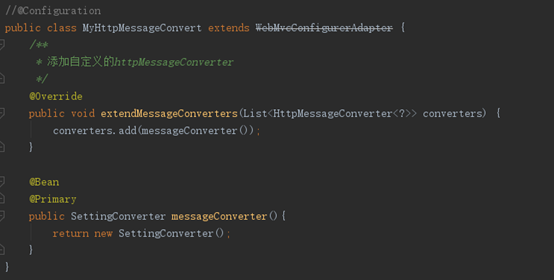 //@Configuration
public class MyHttpMessageConvert extends WebMvcConfigurerAdapter {
/**
* 添加自定义的httpMessageConverter
*/
@Override
public void extendMessageConverters(List<HttpMessageConverter<?>> converters) {
converters.add(messageConverter());
}
@Bean
@Primary
public SettingConverter messageConverter(){
return new SettingConverter();
}
}